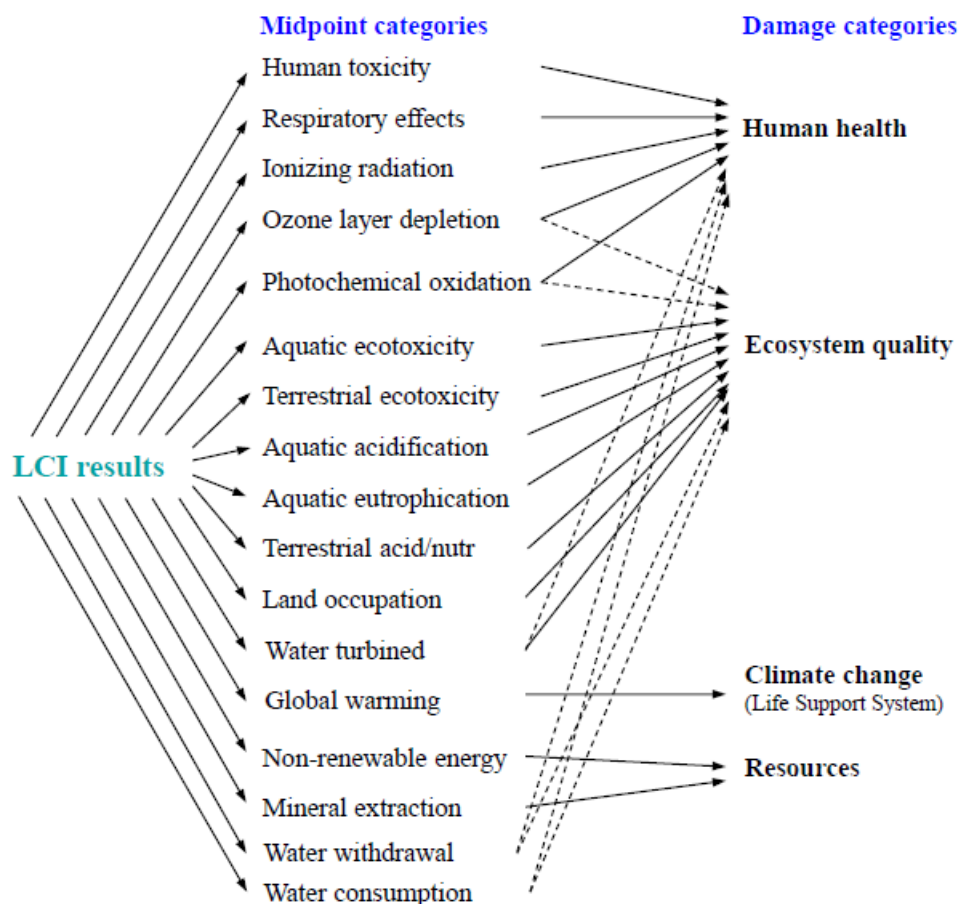 Midpoint categories
Damage categories
Human toxicity
Respiratory effects
Human health
Ionizing radiation
Ozone layer depletion
Photochemical oxidation
Aquatic ecotoxicity
Ecosystem quality
Terrestrial ecotoxicity
Aquatic acidification
LCI results
Aquatic eutrophication
Terrestrial acid/nutr
Land occupation
Water turbined
Climate change
(Life Support System)
Global warming
Non-renewable energy
Resources
Mineral extraction
Water withdrawal
Water consumption